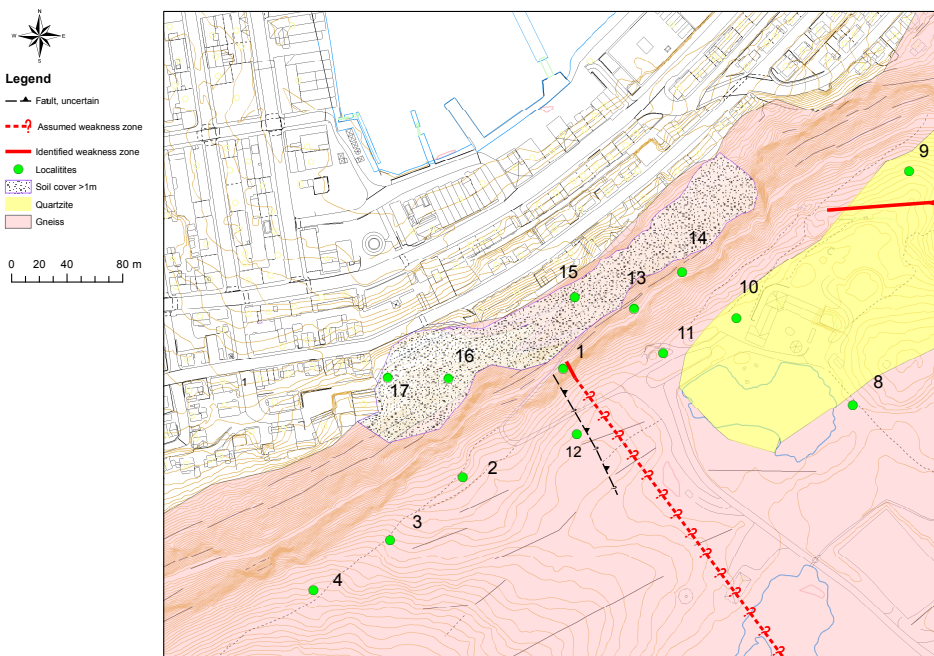 N
W E
S
Legend
Fault, uncertain
Assumed weakness zone
Identified weakness zone
Localitites
Soil cover >1m
Quartzite
Gneiss
0 20 40 80 m
9
14
15
13
10
1
11
16
17
8
12
2
3
4